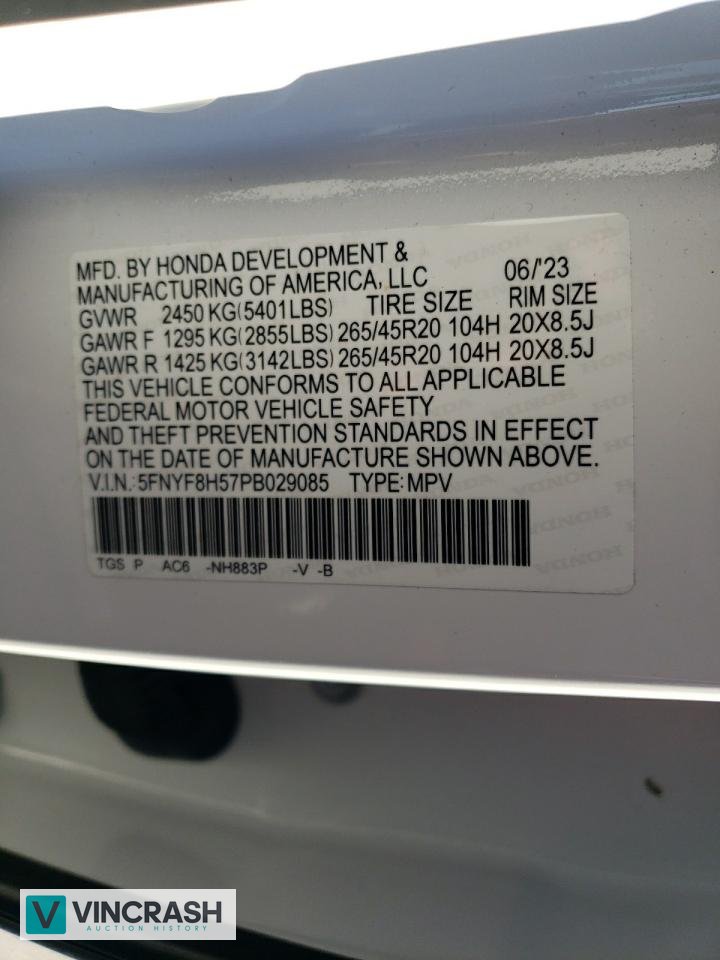 MFD. BY HONDA DEVELOPMENT &
MANUFACTURING OF AMERICA, LLC 06/'23
GVWR 2450 KG(5401LBS) TIRE SIZE RIM SIZE
GAWR F 1295 KG(2855LBS) 265/45R20 104H 20X8.5J
GAWR R 1425 KG(3142LBS) 265/45R20 104H 20X8.5J
THIS VEHICLE CONFORMS TO ALL APPLICABLE
FEDERAL MOTOR VEHICLE SAFETY
AND THEFT PREVENTION STANDARDS IN EFFECT
ON THE DATE OF MANUFACTURE SHOWN ABOVE.
V.I.N.:5FNYF8H57PB029085 TYPE:MPV
TGS P AC6 -NH883P -V -B
V VINCRASH
AUCTION HISTORY